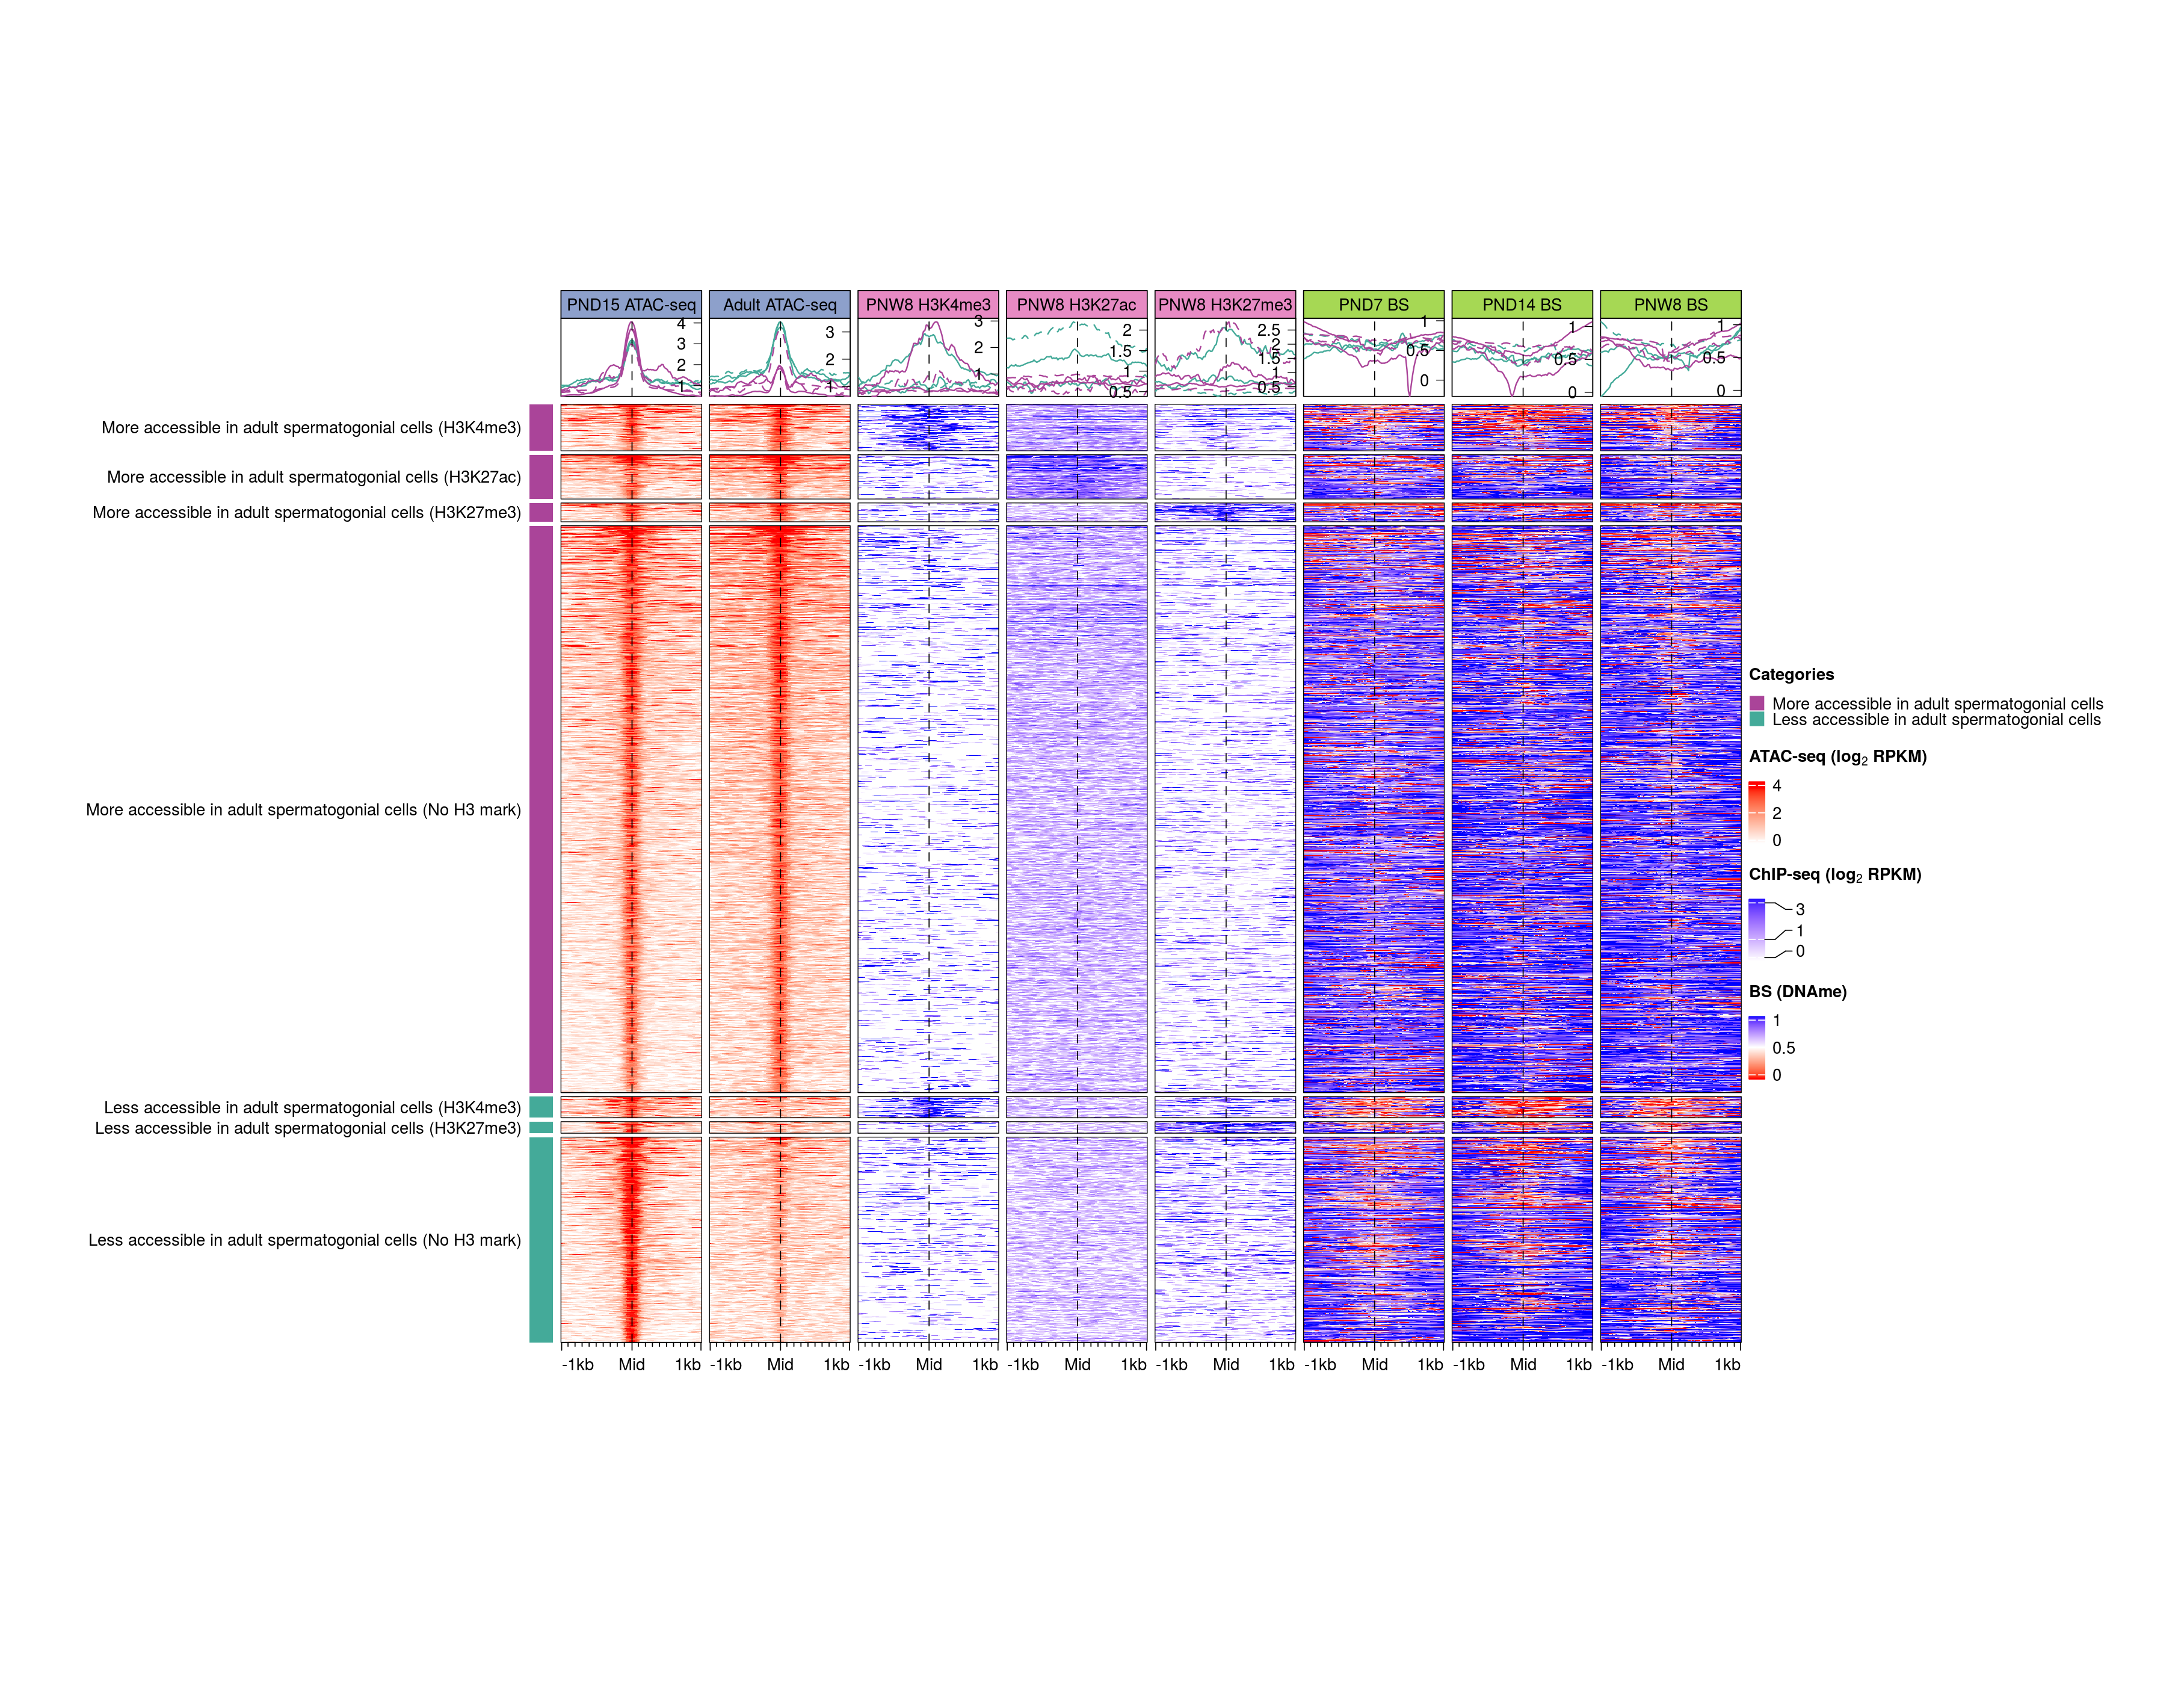 PND15 ATAC-seq
Adult ATAC-seq
PNW8 H3K4me3
PNW8 H3K27ac
PNW8 H3K27me3
PND7 BS
PND14 BS
PNW8 BS
4
3
2
1
3
2
1
3
2
1
2
1.5
1
0.5
2.5
2
1.5
1
0.5
1
0.5
0
1
0.5
0
1
0.5
0
More accessible in adult spermatogonial cells (H3K4me3)
More accessible in adult spermatogonial cells (H3K27ac)
More accessible in adult spermatogonial cells (H3K27me3)
More accessible in adult spermatogonial cells (No H3 mark)
Less accessible in adult spermatogonial cells (H3K4me3)
Less accessible in adult spermatogonial cells (H3K27me3)
Less accessible in adult spermatogonial cells (No H3 mark)
-1kb Mid 1kb
-1kb Mid 1kb
-1kb Mid 1kb
-1kb Mid 1kb
-1kb Mid 1kb
-1kb Mid 1kb
-1kb Mid 1kb
-1kb Mid 1kb
Categories
More accessible in adult spermatogonial cells
Less accessible in adult spermatogonial cells
ATAC-seq (log₂ RPKM)
4
2
0
ChIP-seq (log₂ RPKM)
3
1
0
BS (DNAme)
1
0.5
0